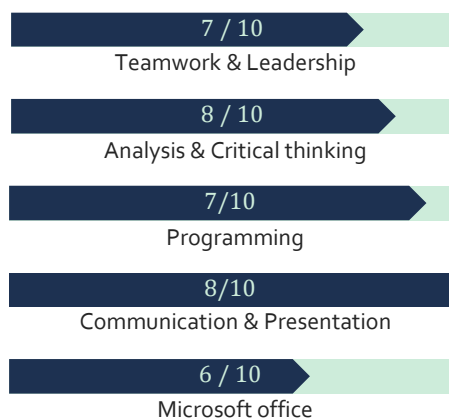 7 / 10
Teamwork & Leadership
8 / 10
Analysis & Critical thinking
7/10
Programming
8/10
Communication & Presentation
6 / 10
Microsoft office